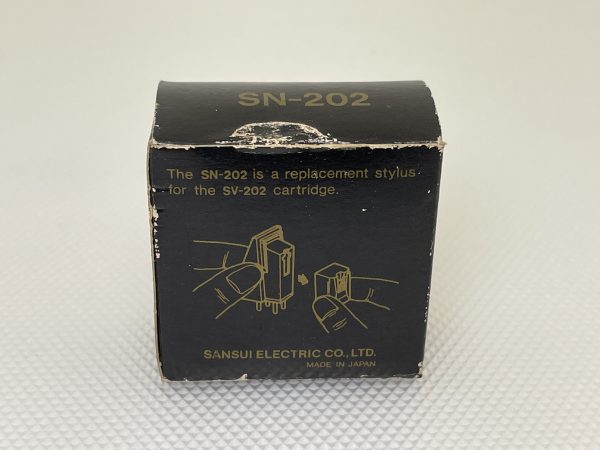 SN-202
The SN-202 is a replacement stylus
for the SV-202 cartridge.
SANSUI ELECTRIC CO., LTD.
MADE IN JAPAN